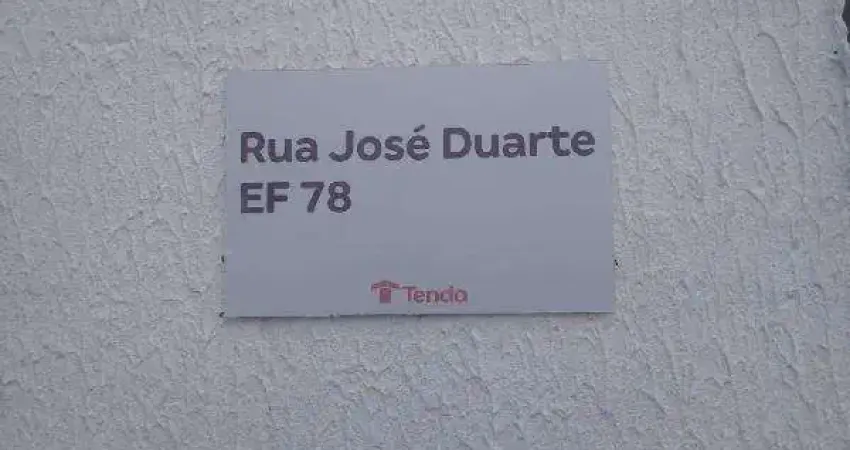 Rua José Duarte
EF 78
Tenda